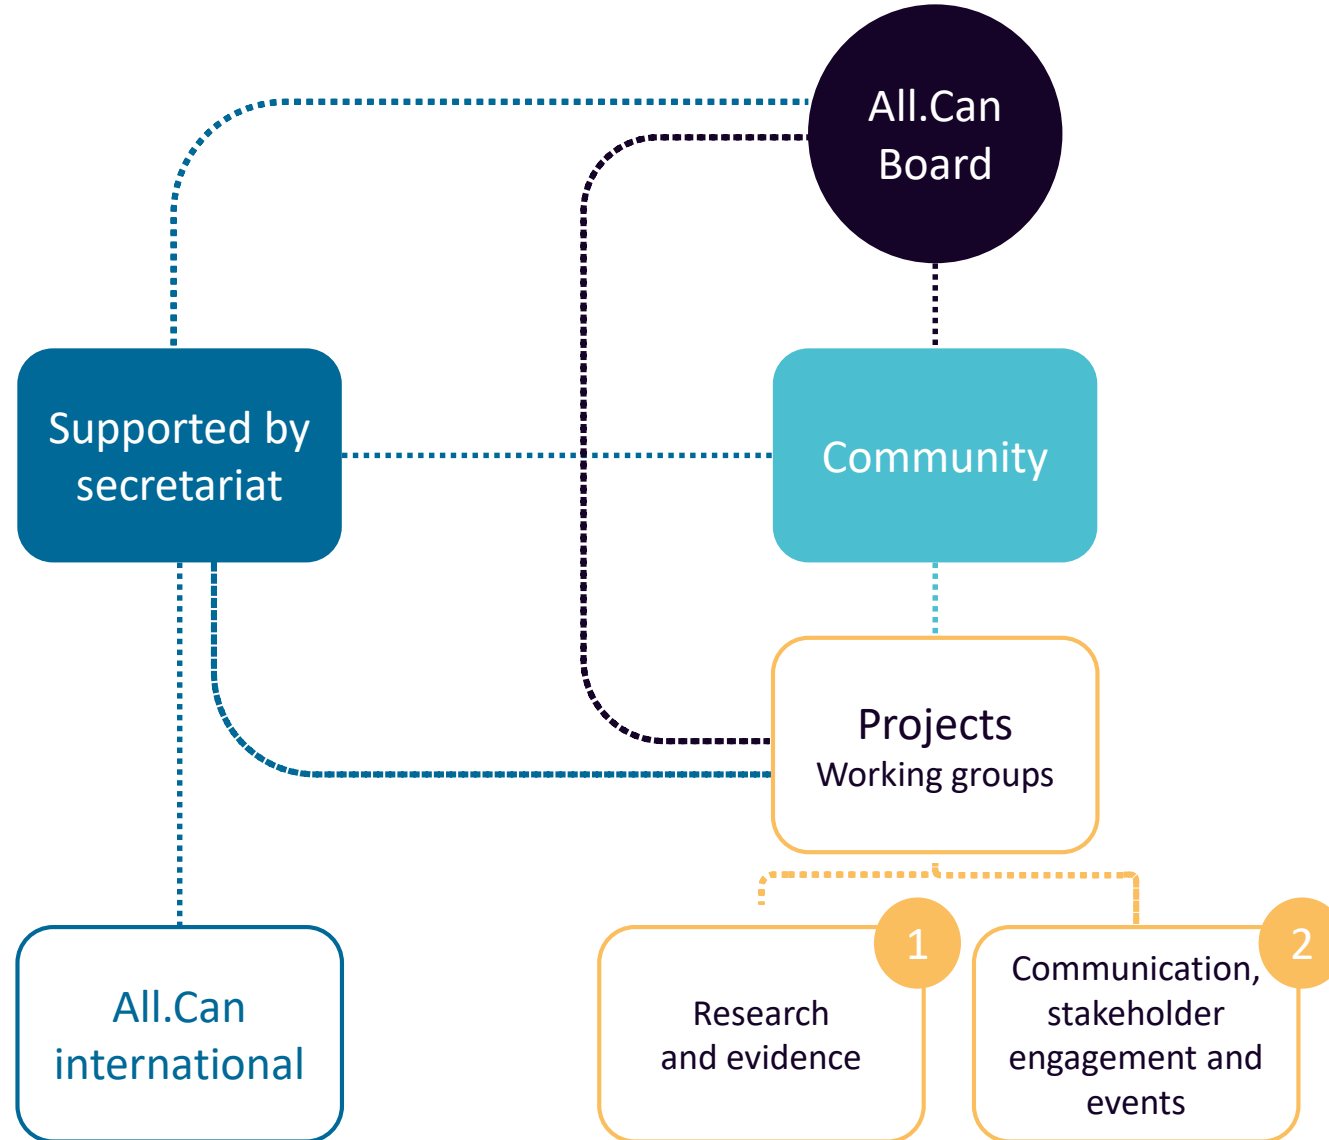 All.Can
Board
Supported by
secretariat
Community
Projects
Working groups
All.Can
international
1
Research
and evidence
2
Communication,
stakeholder
engagement and
events